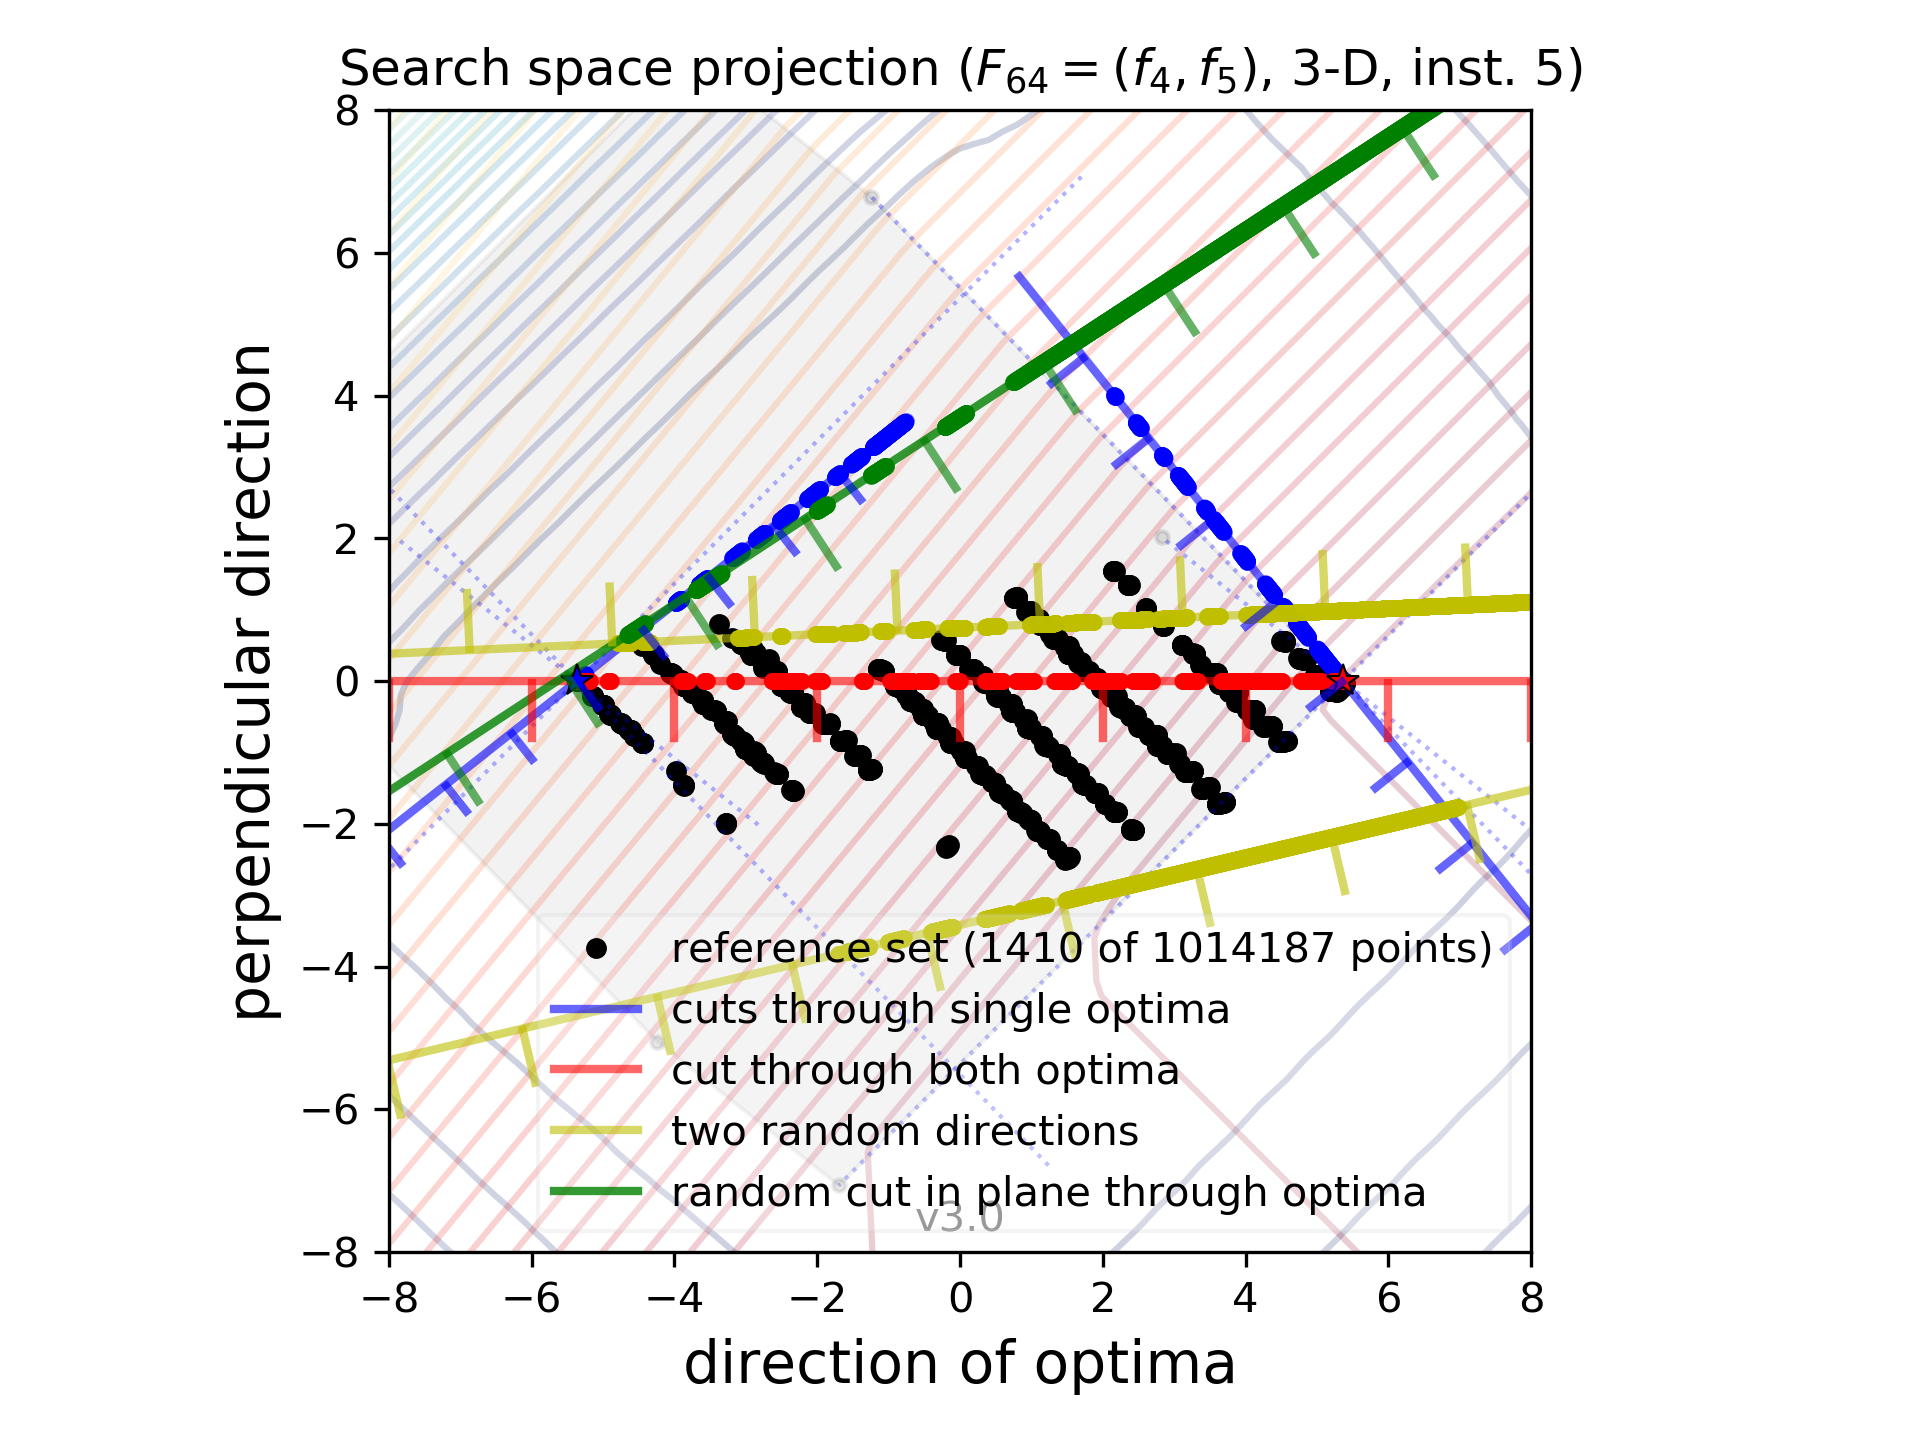 Search space projection (F64 = (f4, f5), 3-D, inst. 5)
8
6
4
2
0
−2
−4
−6
−8
perpendicular direction
reference set (1410 of 1014187 points)
cuts through single optima
cut through both optima
two random directions
random cut in plane through optima
v3.0
−8 −6 −4 −2 0 2 4 6 8
direction of optima